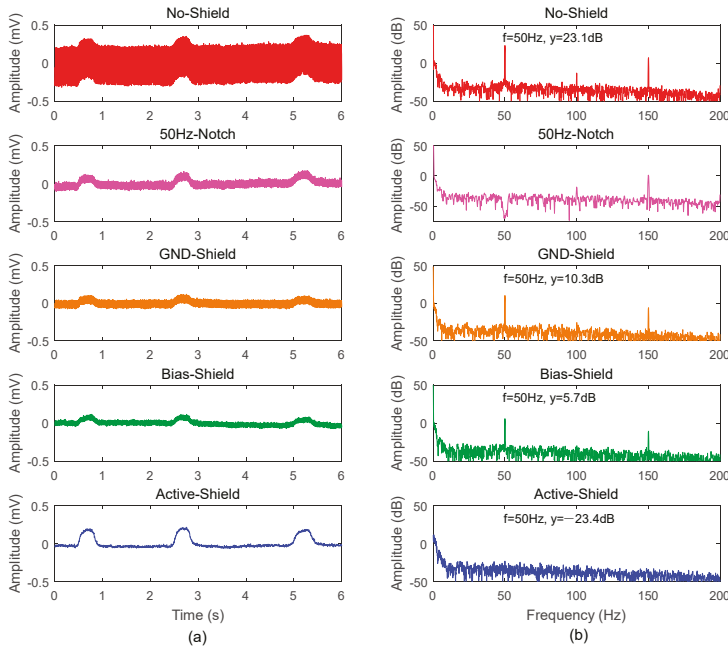 No-Shield
Amplitude (mV)
0.5
0
-0.5
0 1 2 3 4 5 6
50Hz-Notch
Amplitude (mV)
0.5
0
-0.5
0 1 2 3 4 5 6
GND-Shield
Amplitude (mV)
0.5
0
-0.5
0 1 2 3 4 5 6
Bias-Shield
Amplitude (mV)
0.5
0
-0.5
0 1 2 3 4 5 6
Active-Shield
Amplitude (mV)
0.5
0
-0.5
0 1 2 3 4 5 6
Time (s)
(a)
No-Shield
f=50Hz, y=23.1dB
Amplitude (dB)
50
0
-50
0 50 100 150 200
50Hz-Notch
Amplitude (dB)
0
-50
0 50 100 150 200
GND-Shield
f=50Hz, y=10.3dB
Amplitude (dB)
50
0
-50
0 50 100 150 200
Bias-Shield
f=50Hz, y=5.7dB
Amplitude (dB)
50
0
-50
0 50 100 150 200
Active-Shield
f=50Hz, y=−23.4dB
Amplitude (dB)
50
0
-50
0 50 100 150 200
Frequency (Hz)
(b)